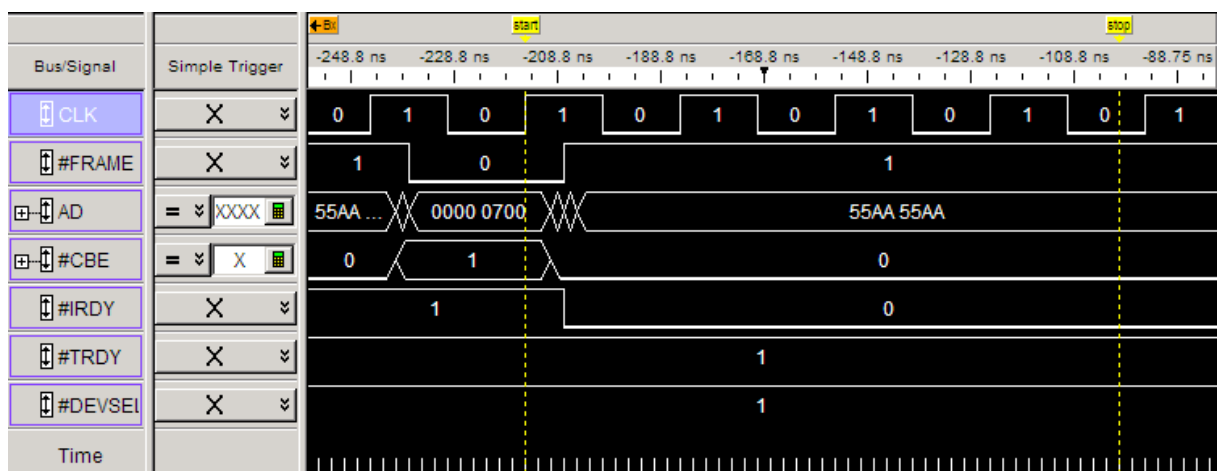 Bx start stop
Bus/Signal Simple Trigger -248.8 ns -228.8 ns -208.8 ns -188.8 ns -168.8 ns -148.8 ns -128.8 ns -108.8 ns -88.75 ns
CLK X 0 1 0 1 0 1 0 1 0 1 0 1
#FRAME X 1 0 1
AD = XXXX 55AA ... 0000 0700 55AA 55AA
#CBE = X 0 1 0
#IRDY X 1 0
#TRDY X 1
#DEVSEL X 1
Time